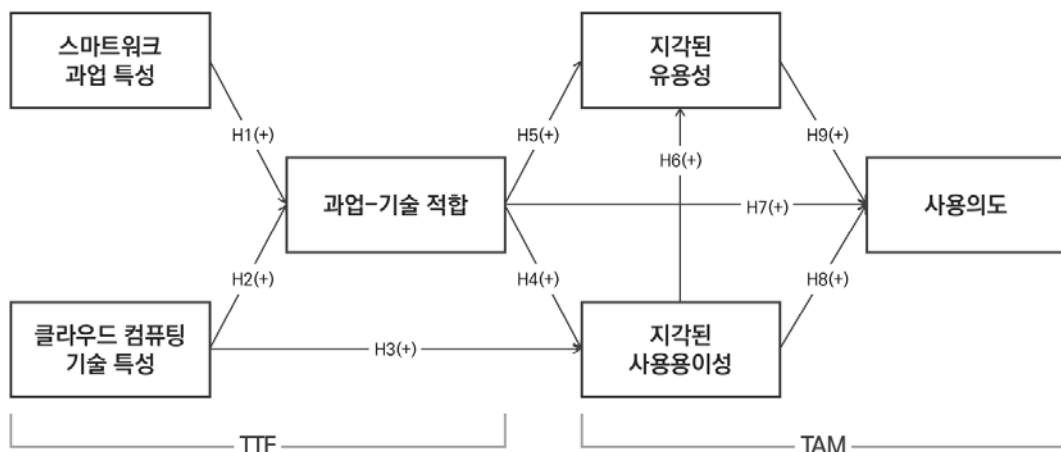 스마트워크
과업 특성
지각된
유용성
H1(+)
H5(+)
H6(+)
H9(+)
과업-기술 적합
사용의도
H7(+)
H2(+)
H4(+)
H8(+)
클라우드 컴퓨팅
기술 특성
H3(+)
지각된
사용용이성
TTF
TAM